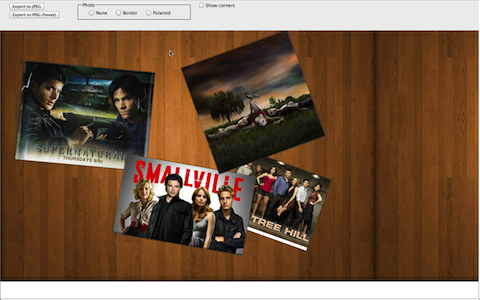 Export to JPEG
Export to PNG (heavy)
Photo
None
Border
Polaroid
Show corners
SUPERNATURAL
THURSDAYS 9/8c
SMALLVILLE
TREE HILL